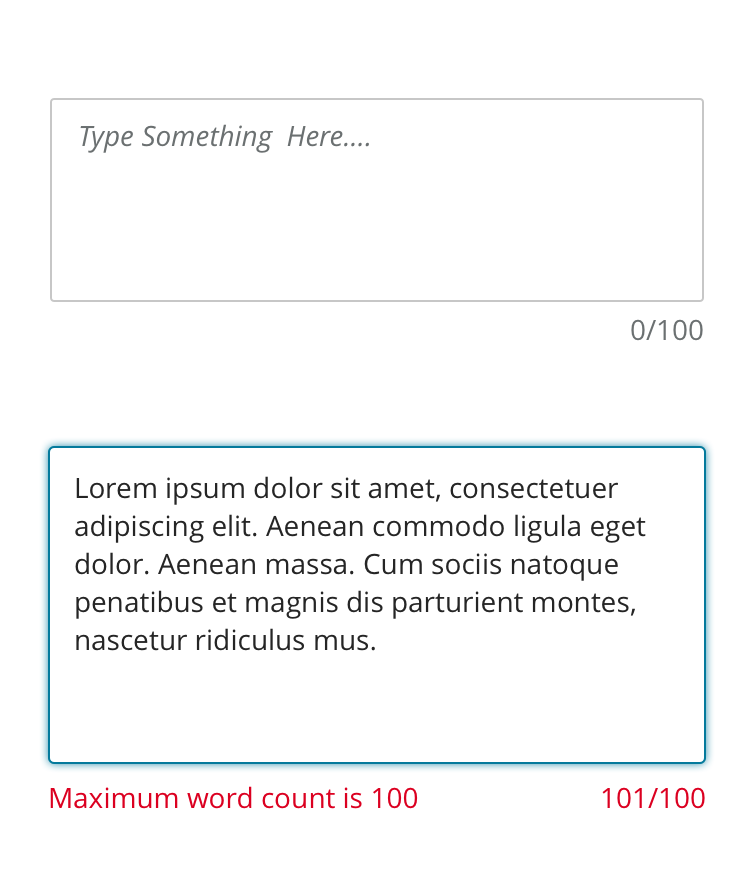 Type Something  Here....
0/100
Lorem ipsum dolor sit amet, consectetuer
adipiscing elit. Aenean commodo ligula eget
dolor. Aenean massa. Cum sociis natoque
penatibus et magnis dis parturient montes,
nascetur ridiculus mus.
Maximum word count is 100 101/100